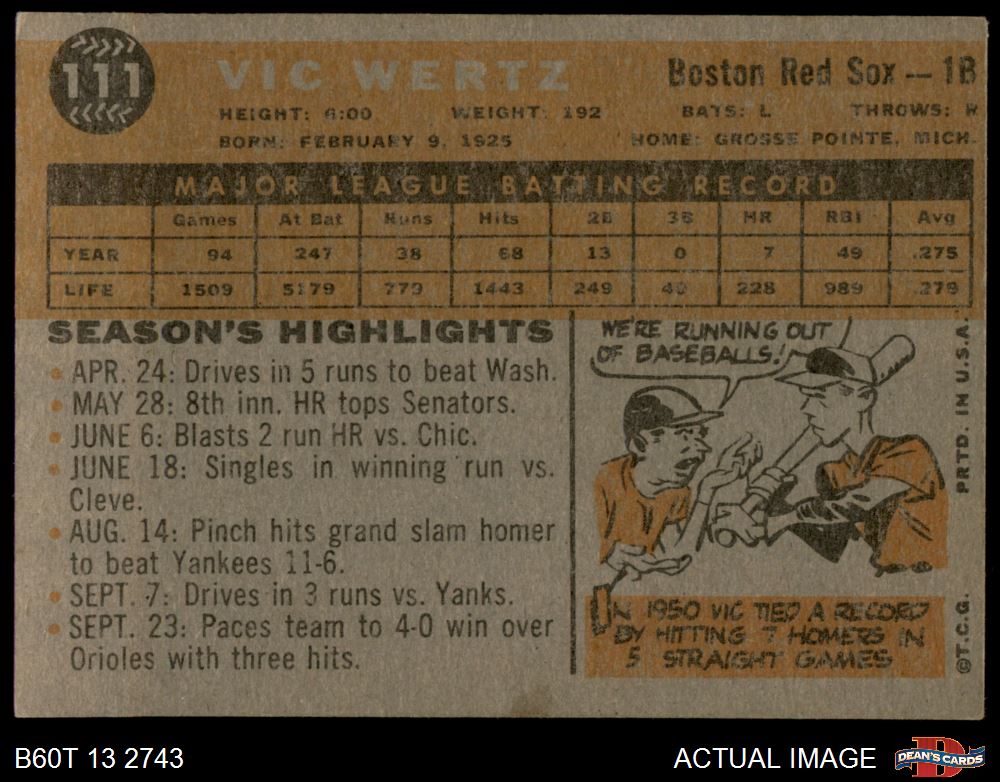 111
VIC WERTZ
Boston Red Sox — 1B
HEIGHT: 6:00 WEIGHT: 192 BATS: L THROWS: R
BORN: FEBRUARY 9, 1925 HOME: GROSSE POINTE, MICH.
MAJOR LEAGUE BATTING RECORD
Games At Bat Runs Hits 2B 3B HR RBI Avg
YEAR 94 247 38 68 13 0 7 49 .275
LIFE 1509 5179 773 1443 249 40 228 989 .279
SEASON'S HIGHLIGHTS
• APR. 24: Drives in 5 runs to beat Wash.
• MAY 28: 8th inn. HR tops Senators.
• JUNE 6: Blasts 2 run HR vs. Chic.
• JUNE 18: Singles in winning run vs.
Cleve.
• AUG. 14: Pinch hits grand slam homer
to beat Yankees 11-6.
• SEPT. 7: Drives in 3 runs vs. Yanks.
• SEPT. 23: Paces team to 4-0 win over
Orioles with three hits.
WE'RE RUNNING OUT
OF BASEBALLS!
IN 1950 VIC TIED A RECORD
BY HITTING 7 HOMERS IN
5 STRAIGHT GAMES
©T.C.G. PRTD. IN U.S.A.
B60T 13 2743
ACTUAL IMAGE
D
DEAN'S CARDS